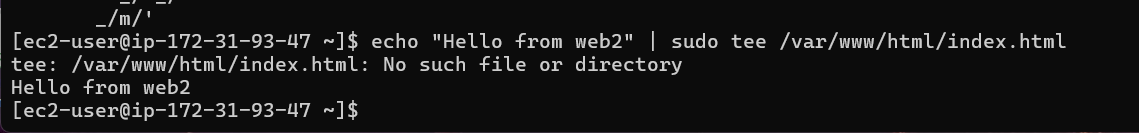 _/m/'
[ec2-user@ip-172-31-93-47 ~]$ echo "Hello from web2" | sudo tee /var/www/html/index.html
tee: /var/www/html/index.html: No such file or directory
Hello from web2
[ec2-user@ip-172-31-93-47 ~]$